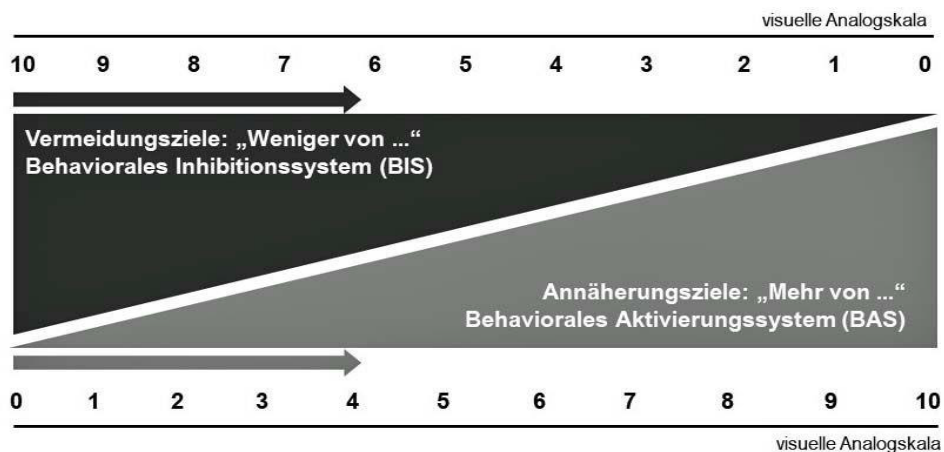 visuelle Analogskala
10 9 8 7 6 5 4 3 2 1 0
Vermeidungsziele: „Weniger von ...“
Behaviorales Inhibitionssystem (BIS)
Annäherungsziele: „Mehr von ...“
Behaviorales Aktivierungssystem (BAS)
0 1 2 3 4 5 6 7 8 9 10
visuelle Analogskala